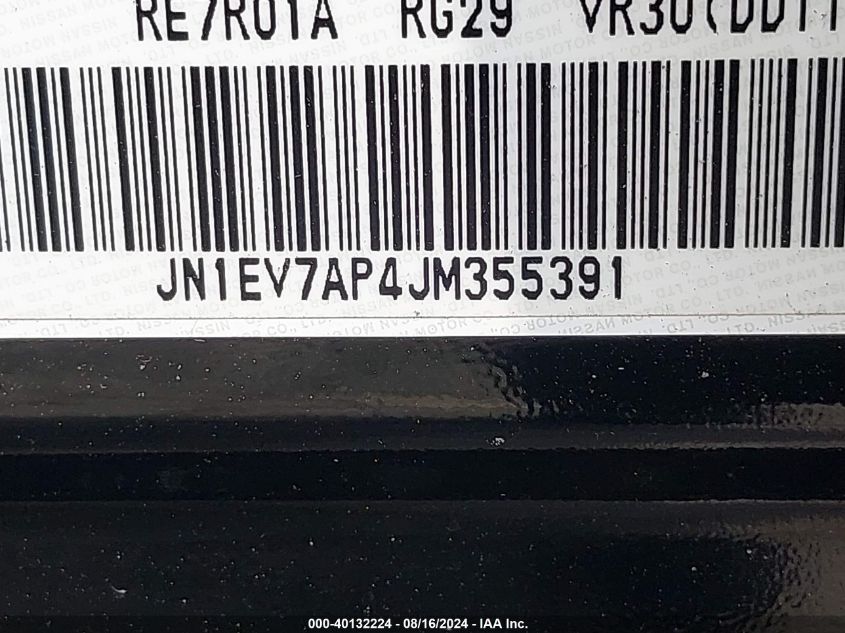 RE7R01A RG29 VR30(DDTT
JN1EV7AP4JM355391
000-40132224 - 08/16/2024 - IAA Inc.